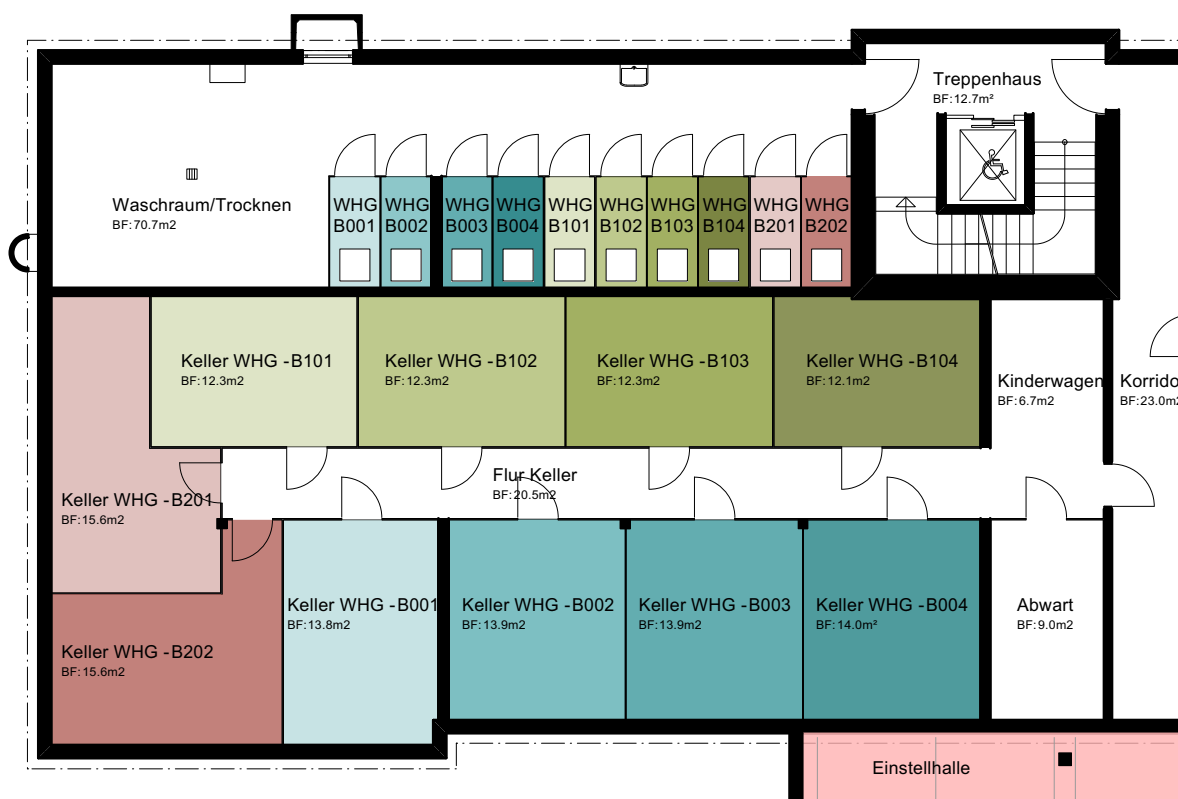 Treppenhaus
BF:12.7m²
Waschraum/Trocknen
BF:70.7m2
WHG
B001
WHG
B002
WHG
B003
WHG
B004
WHG
B101
WHG
B102
WHG
B103
WHG
B104
WHG
B201
WHG
B202
Keller WHG -B101
BF:12.3m2
Keller WHG -B102
BF:12.3m2
Keller WHG -B103
BF:12.3m2
Keller WHG -B104
BF:12.1m2
Kinderwagen
BF:6.7m2
Korrido
BF:23.0m2
Flur Keller
BF:20.5m2
Keller WHG -B201
BF:15.6m2
Keller WHG -B202
BF:15.6m2
Keller WHG -B001
BF:13.8m2
Keller WHG -B002
BF:13.9m2
Keller WHG -B003
BF:13.9m2
Keller WHG -B004
BF:14.0m²
Abwart
BF:9.0m2
Einstellhalle